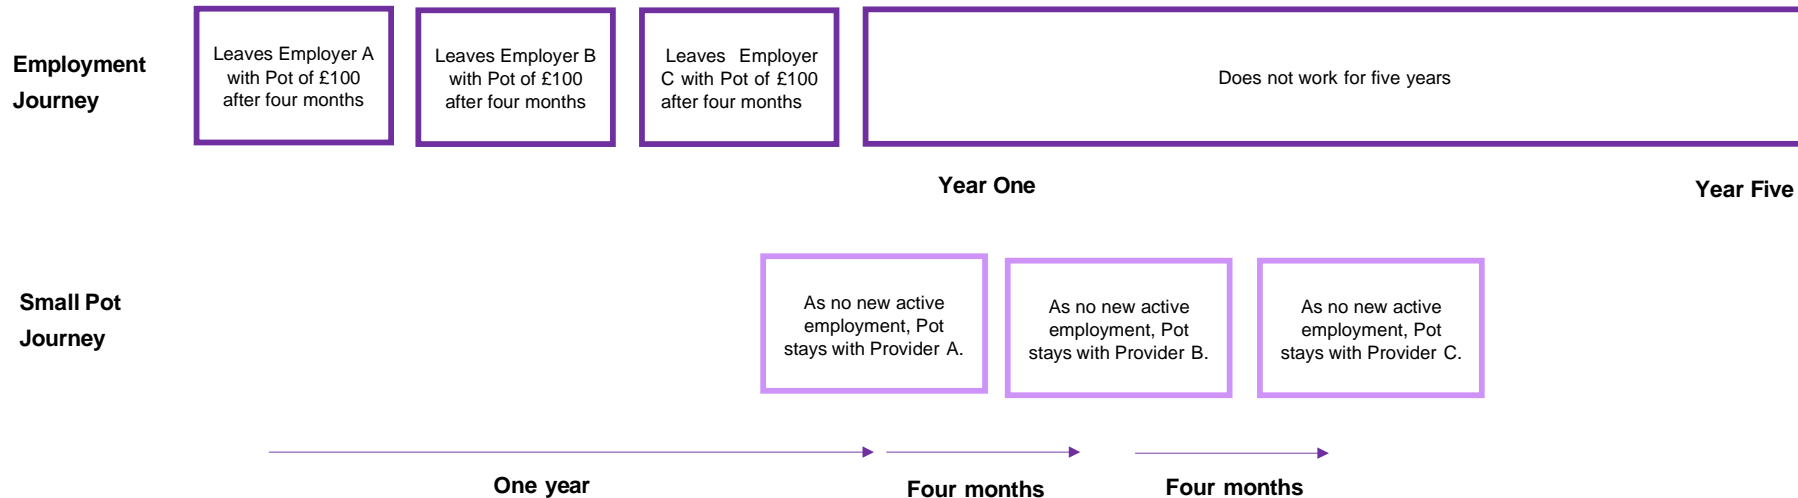 Employment
Journey
Leaves Employer A
with Pot of £100
after four months
Leaves Employer B
with Pot of £100
after four months
Leaves Employer
C with Pot of £100
after four months
Does not work for five years
Year One
Year Five
Small Pot
Journey
As no new active
employment, Pot
stays with Provider A.
As no new active
employment, Pot
stays with Provider B.
As no new active
employment, Pot
stays with Provider C.
One year
Four months
Four months